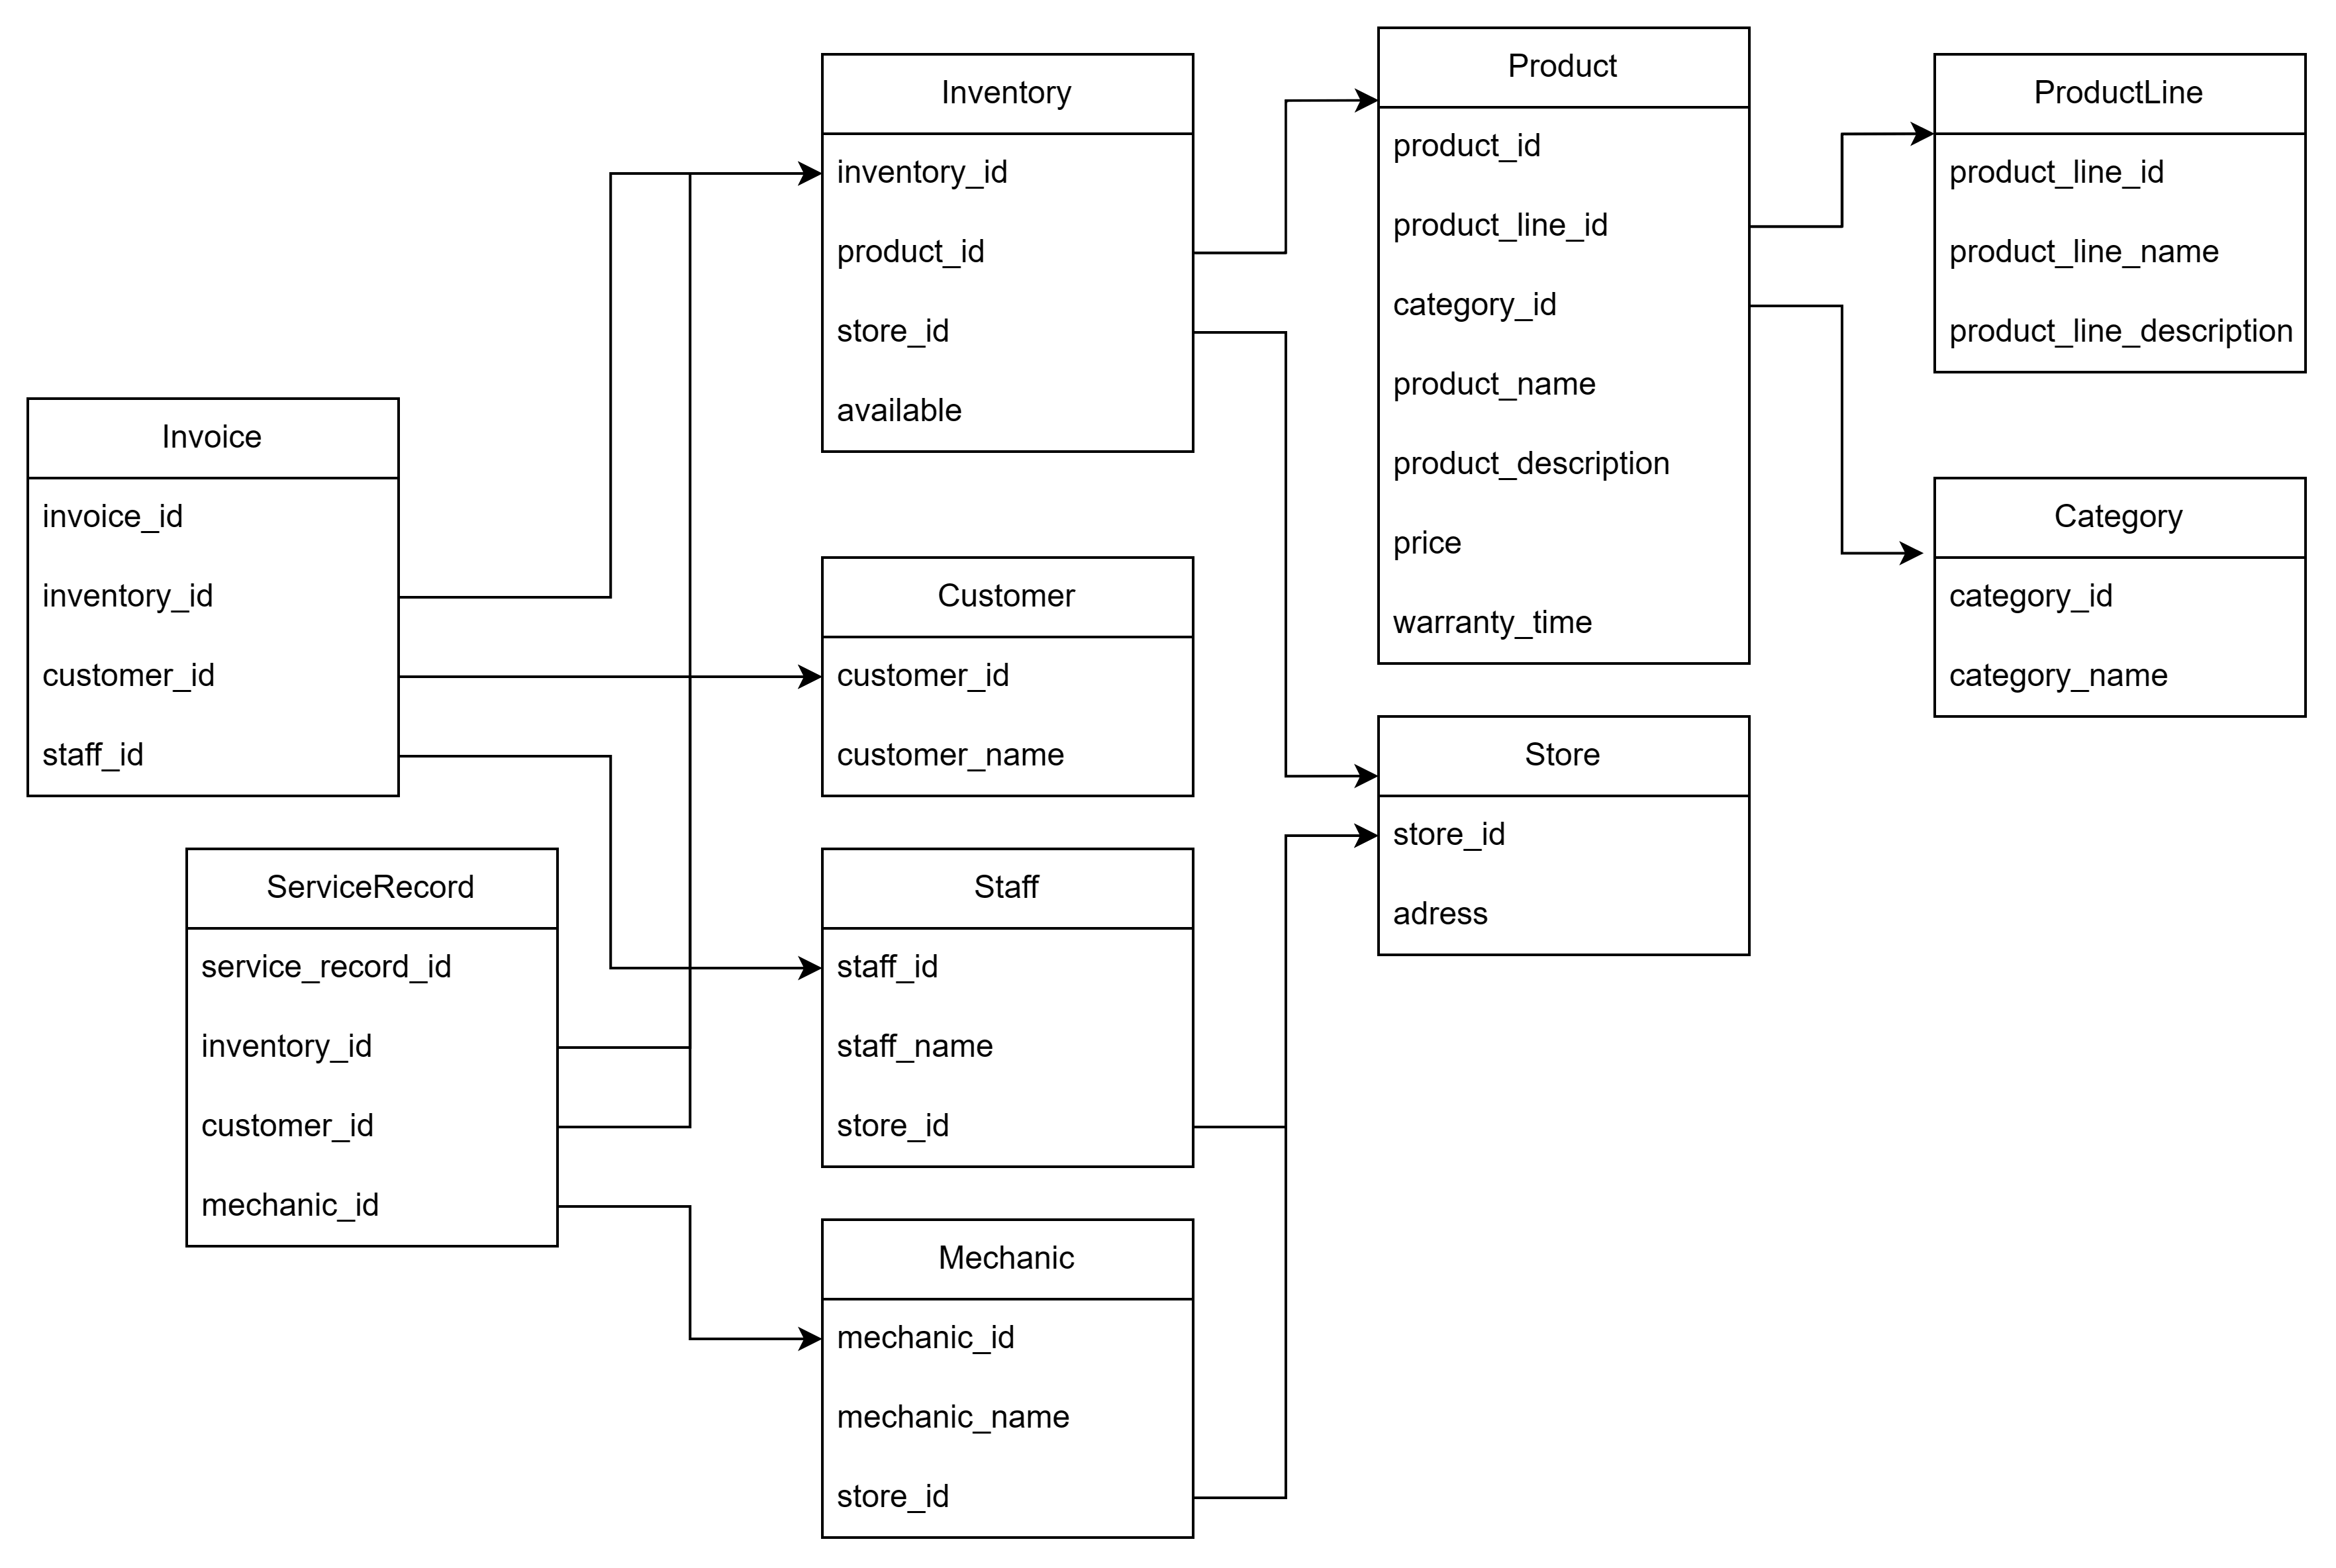 Inventory
inventory_id
product_id
store_id
available
Product
product_id
product_line_id
category_id
product_name
product_description
price
warranty_time
ProductLine
product_line_id
product_line_name
product_line_description
Invoice
invoice_id
inventory_id
customer_id
staff_id
Customer
customer_id
customer_name
Category
category_id
category_name
Store
store_id
adress
ServiceRecord
service_record_id
inventory_id
customer_id
mechanic_id
Staff
staff_id
staff_name
store_id
Mechanic
mechanic_id
mechanic_name
store_id